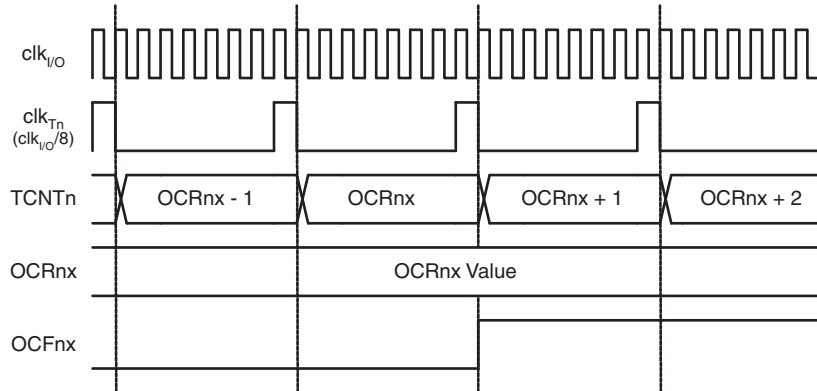 clkI/O
clkTn
(clkI/O/8)
TCNTn
OCRnx - 1
OCRnx
OCRnx + 1
OCRnx + 2
OCRnx
OCRnx Value
OCFnx